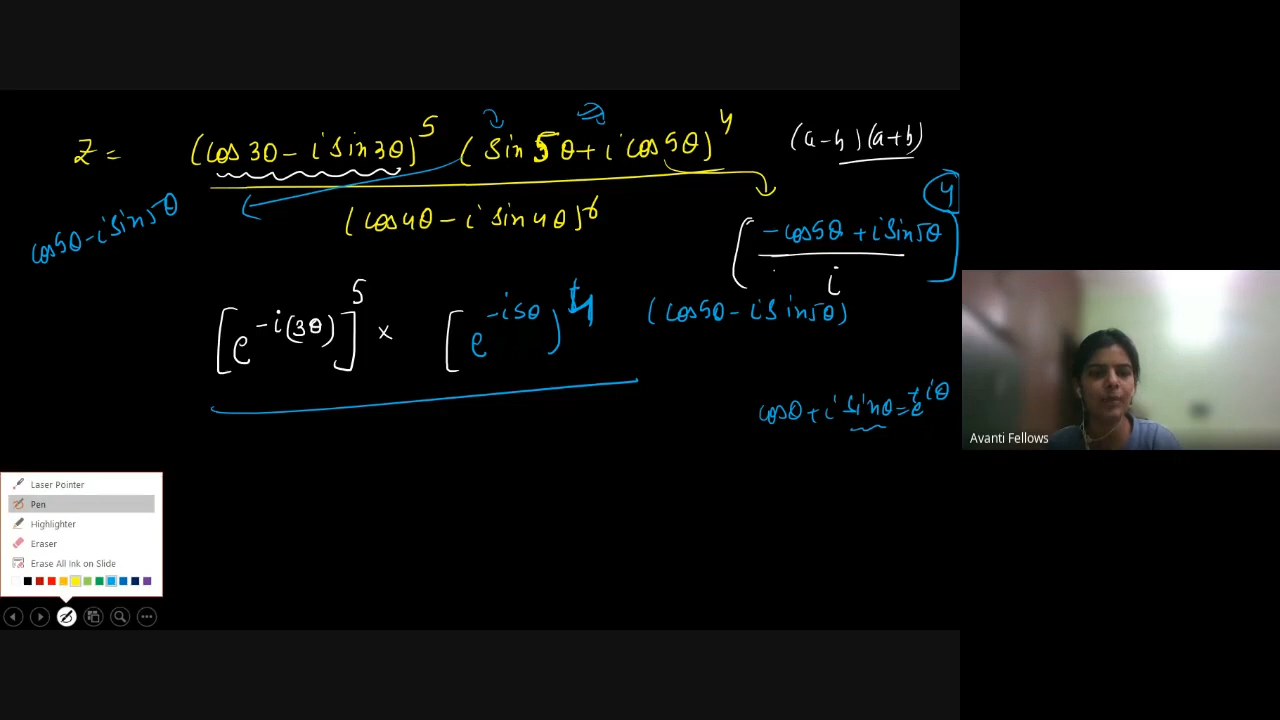 Z = (cos 3θ - i sin 3θ)^5 (sin 5θ + i cos 5θ)^4
(cos 4θ - i sin 4θ)^6
(a-b)(a+b)
cos5θ - i sin5θ
(-cos5θ + i sin5θ
i
]^4
[e^-i(3θ)]^5 × [e^-i5θ)^4
(cos5θ - i sin5θ)
cosθ + i sinθ = e^+iθ
Avanti Fellows
Laser Pointer
Pen
Highlighter
Eraser
Erase All Ink on Slide